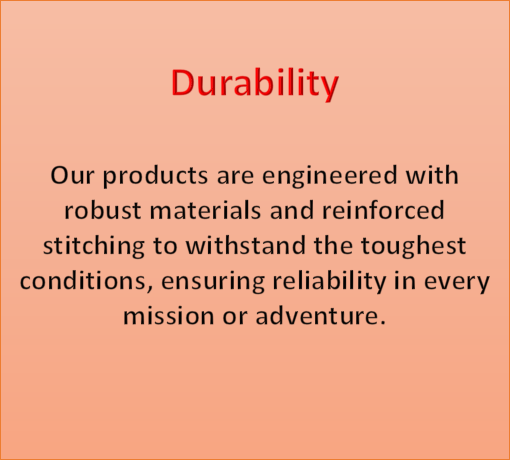 Durability
Our products are engineered with
robust materials and reinforced
stitching to withstand the toughest
conditions, ensuring reliability in every
mission or adventure.